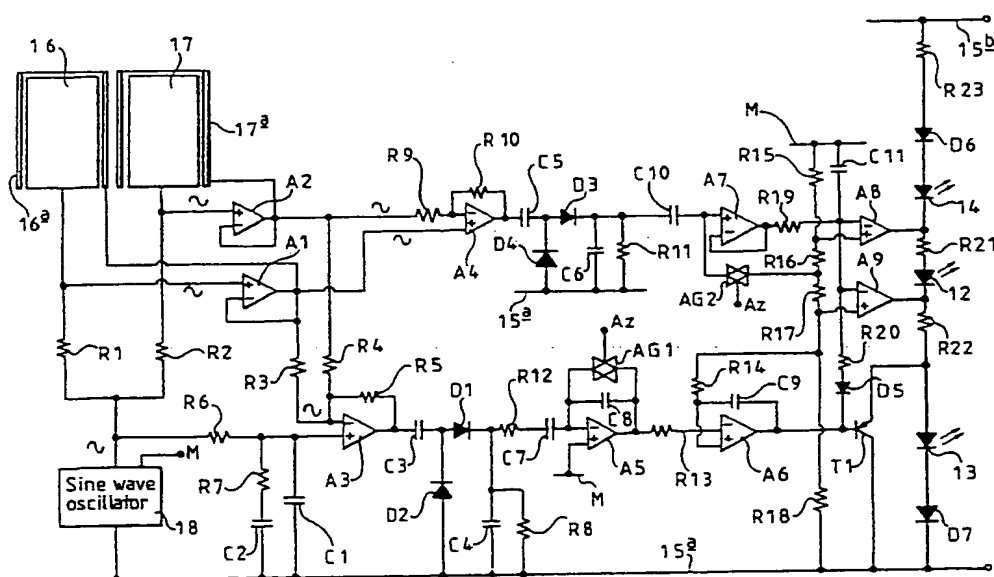 15b
16
17
R23
M
17a
R10
C5
D6
R9
D3
C10
A7
R15
C11
16a
A2
R19
A8
14
A1
D4
A4
C6
R11
R16
R21
AG2
A9
12
15a
Az
R17
Az
R20
R22
R1
R2
R3
R4
AG1
R5
R14
C9
D5
R6
D1
R12
C8
M
A3
C3
C7
A5
R13
A6
T1
13
Sine wave
oscillator
R7
M
R18
18
C2
C1
D2
C4
R8
15a
D7